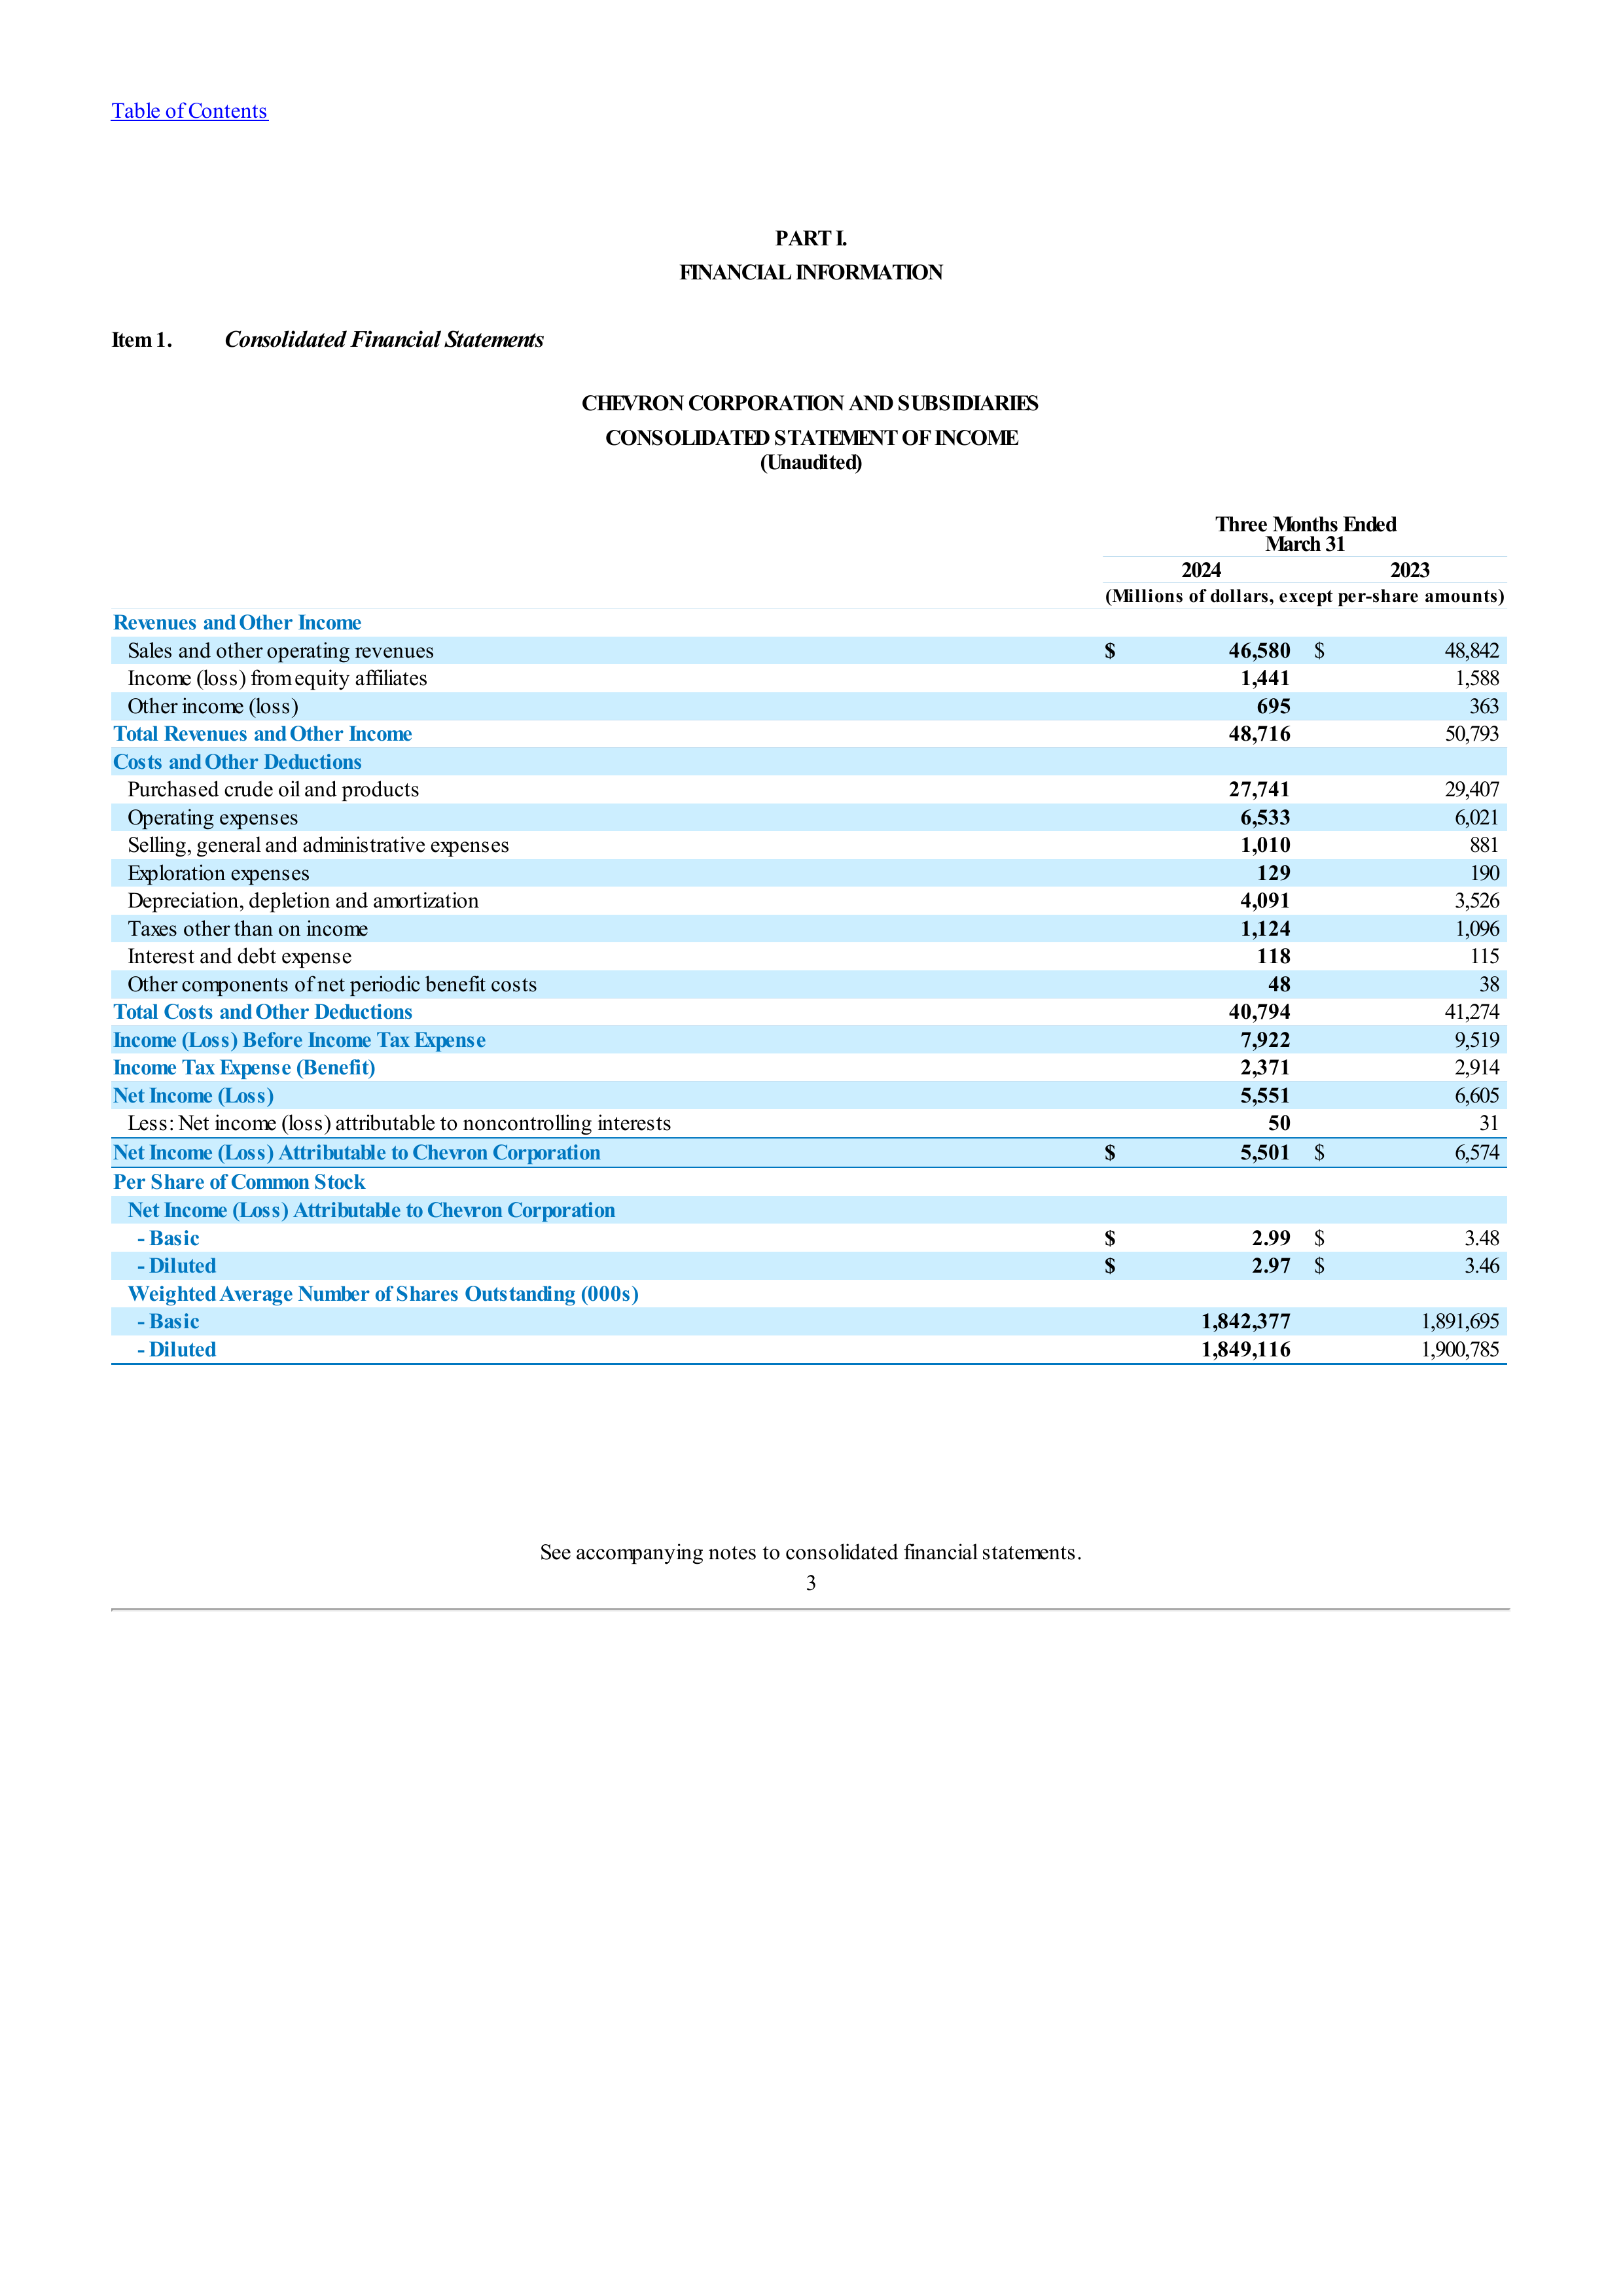 Table of Contents
PART I.
FINANCIAL INFORMATION
Item 1. Consolidated Financial Statements
CHEVRON CORPORATION AND SUBSIDIARIES
CONSOLIDATED STATEMENT OF INCOME
(Unaudited)
Three Months Ended
March 31
2024 2023
(Millions of dollars, except per-share amounts)
Revenues and Other Income
Sales and other operating revenues $ 46,580 $ 48,842
Income (loss) from equity affiliates 1,441 1,588
Other income (loss) 695 363
Total Revenues and Other Income 48,716 50,793
Costs and Other Deductions
Purchased crude oil and products 27,741 29,407
Operating expenses 6,533 6,021
Selling, general and administrative expenses 1,010 881
Exploration expenses 129 190
Depreciation, depletion and amortization 4,091 3,526
Taxes other than on income 1,124 1,096
Interest and debt expense 118 115
Other components of net periodic benefit costs 48 38
Total Costs and Other Deductions 40,794 41,274
Income (Loss) Before Income Tax Expense 7,922 9,519
Income Tax Expense (Benefit) 2,371 2,914
Net Income (Loss) 5,551 6,605
Less: Net income (loss) attributable to noncontrolling interests 50 31
Net Income (Loss) Attributable to Chevron Corporation $ 5,501 $ 6,574
Per Share of Common Stock
Net Income (Loss) Attributable to Chevron Corporation
- Basic $ 2.99 $ 3.48
- Diluted $ 2.97 $ 3.46
Weighted Average Number of Shares Outstanding (000s)
- Basic 1,842,377 1,891,695
- Diluted 1,849,116 1,900,785
See accompanying notes to consolidated financial statements.
3